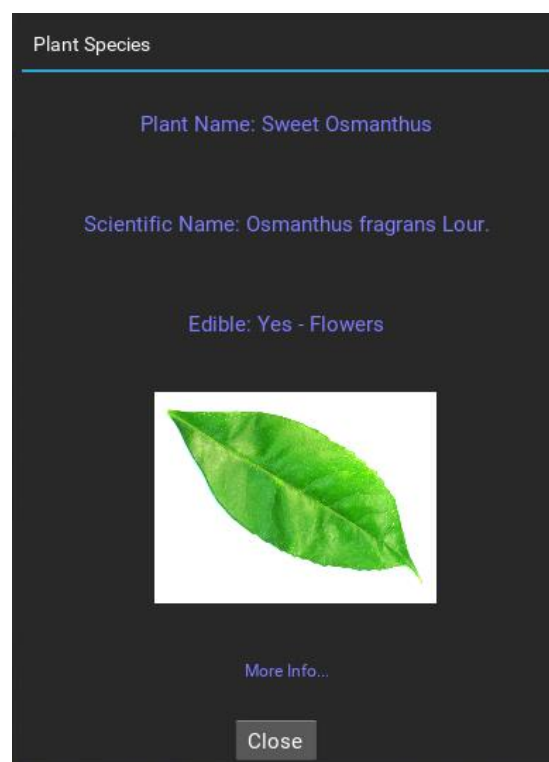 Plant Species
Plant Name: Sweet Osmanthus
Scientific Name: Osmanthus fragrans Lour.
Edible: Yes - Flowers
More Info...
Close